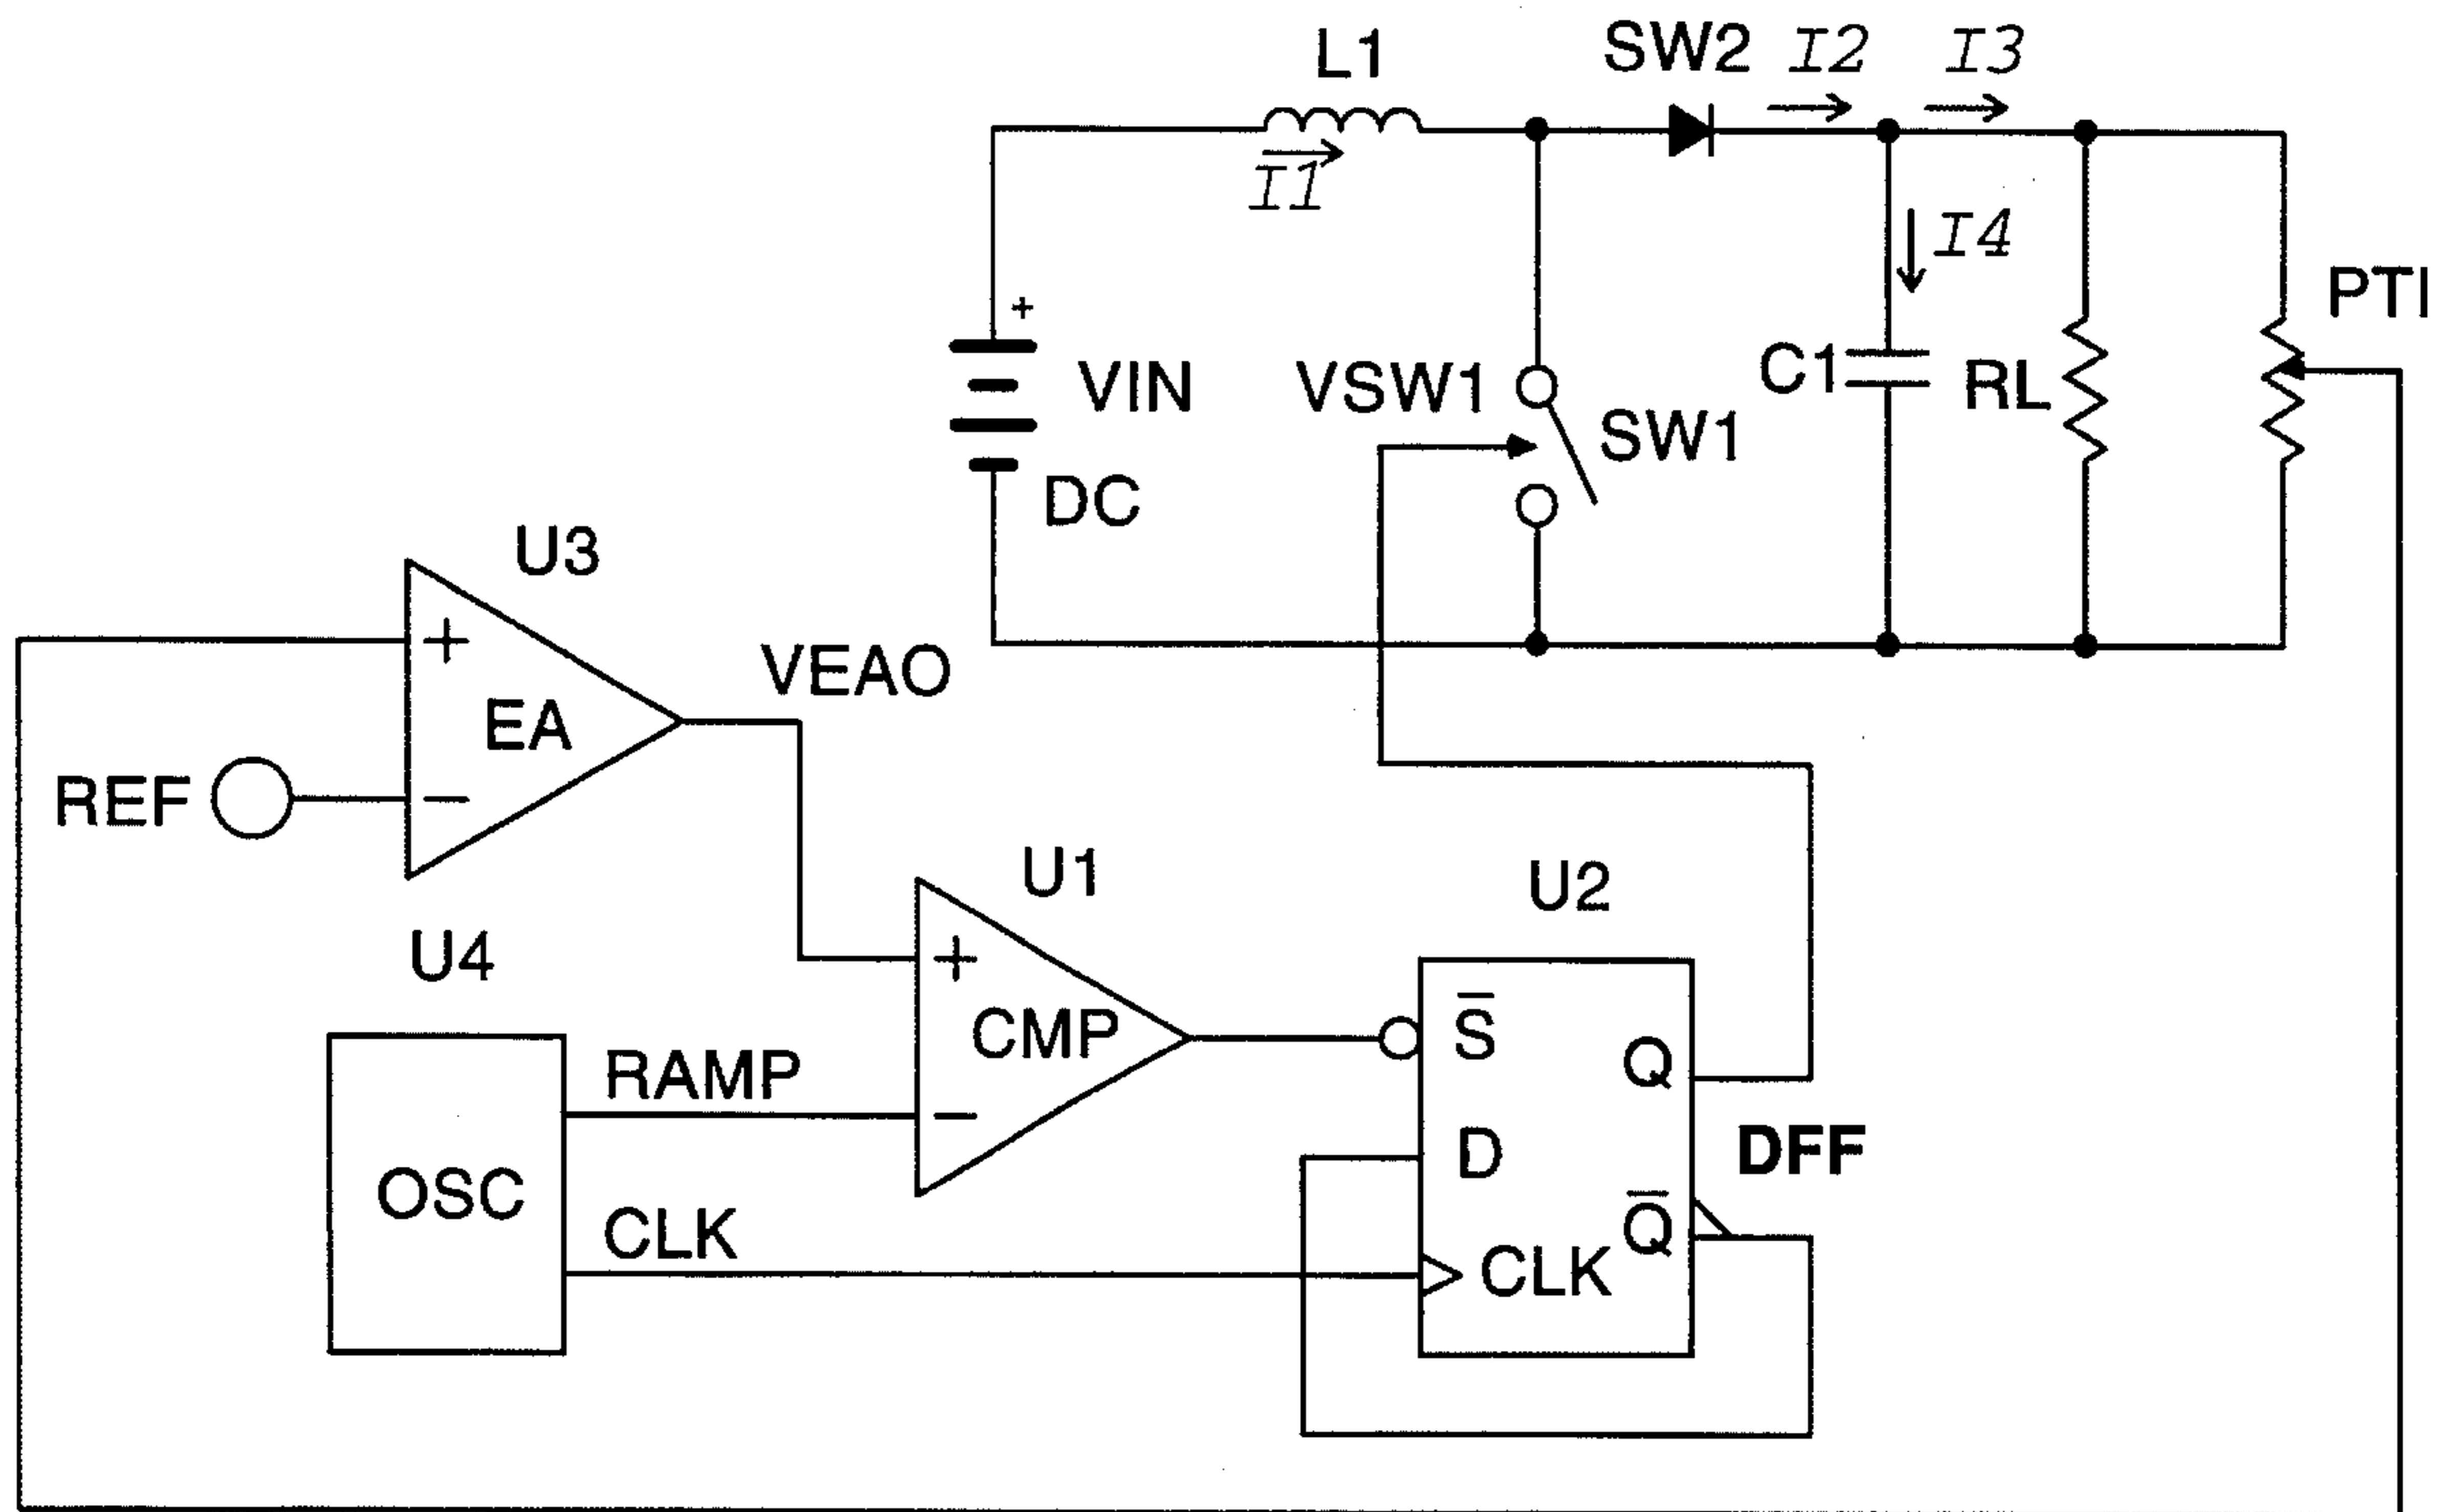 L1
SW2
I2
I3
I1
I4
+
PTI
VIN
VSW1
C1
RL
SW1
DC
U3
+
VEAO
EA
REF
−
U1
U2
U4
+
S̅
CMP
Q
RAMP
−
D
DFF
OSC
CLK
Q̅
CLK